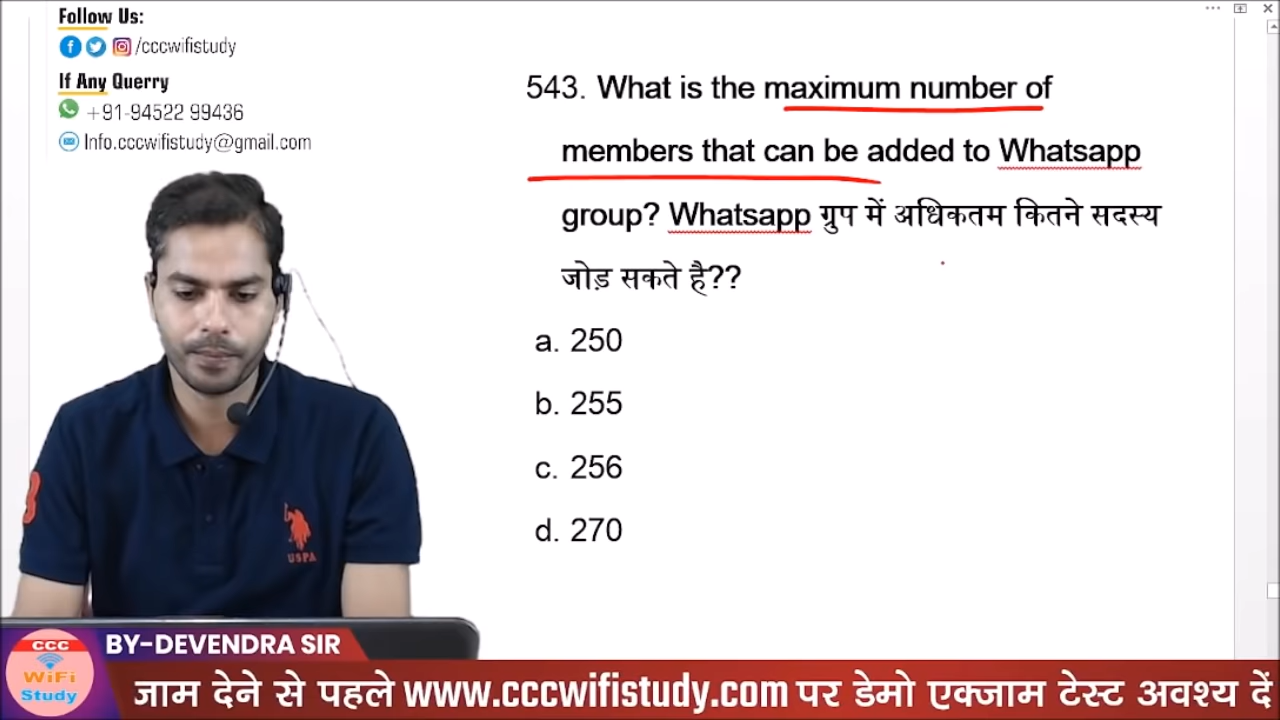 Follow Us:
/cccwifistudy
If Any Querry
+91-94522 99436
Info.cccwifistudy@gmail.com
543. What is the maximum number of
members that can be added to Whatsapp
group? Whatsapp ग्रुप में अधिकतम कितने सदस्य
जोड़ सकते है??
a. 250
b. 255
c. 256
d. 270
3
USPA
CCC
WiFi
Study
BY-DEVENDRA SIR
जाम देने से पहले www.cccwifistudy.com पर डेमो एक्जाम टेस्ट अवश्य दें